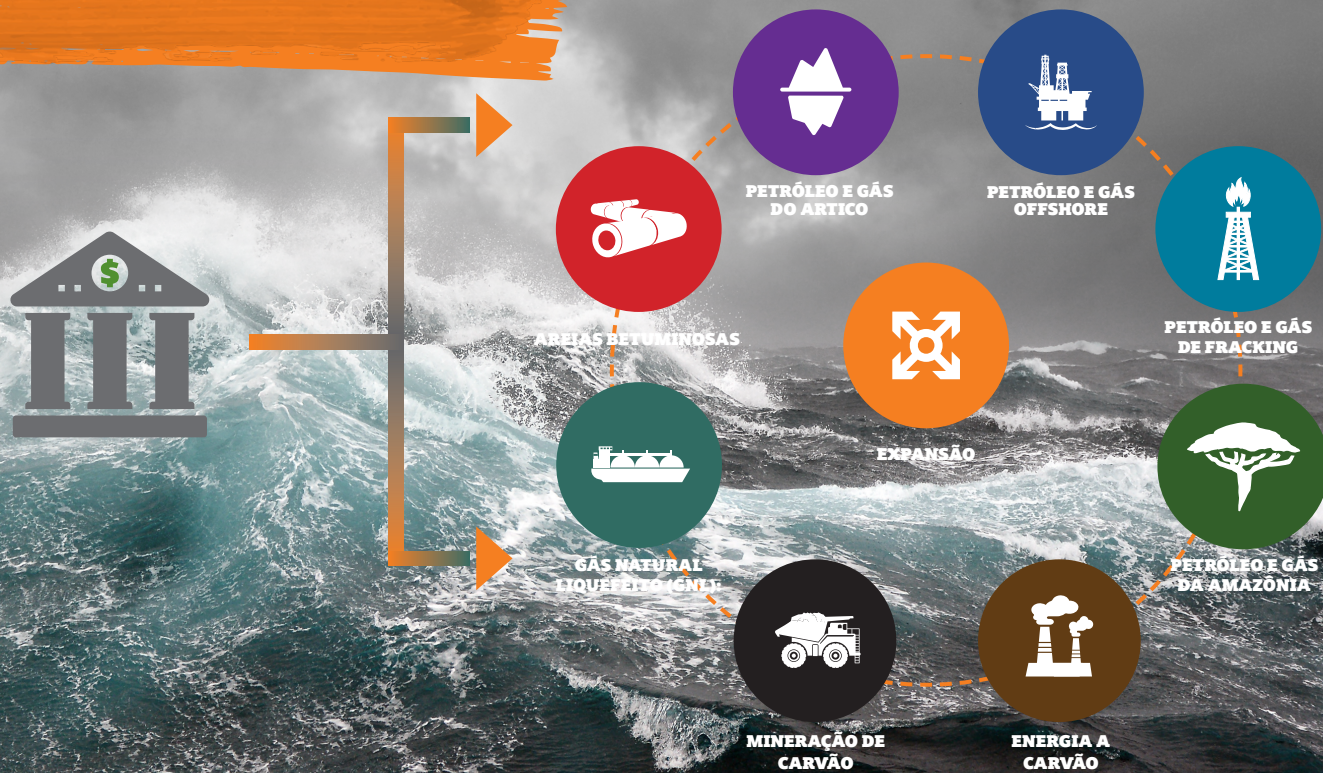 $
PETRÓLEO E GÁS
DO ARTICO
PETRÓLEO E GÁS
OFFSHORE
AREIAS BETUMINOSAS
PETRÓLEO E GÁS
DE FRACKING
EXPANSÃO
GÁS NATURAL
LIQUEFEITO (GNL):
PETRÓLEO E GÁS
DA AMAZÔNIA
MINERAÇÃO DE
CARVÃO
ENERGIA A
CARVÃO